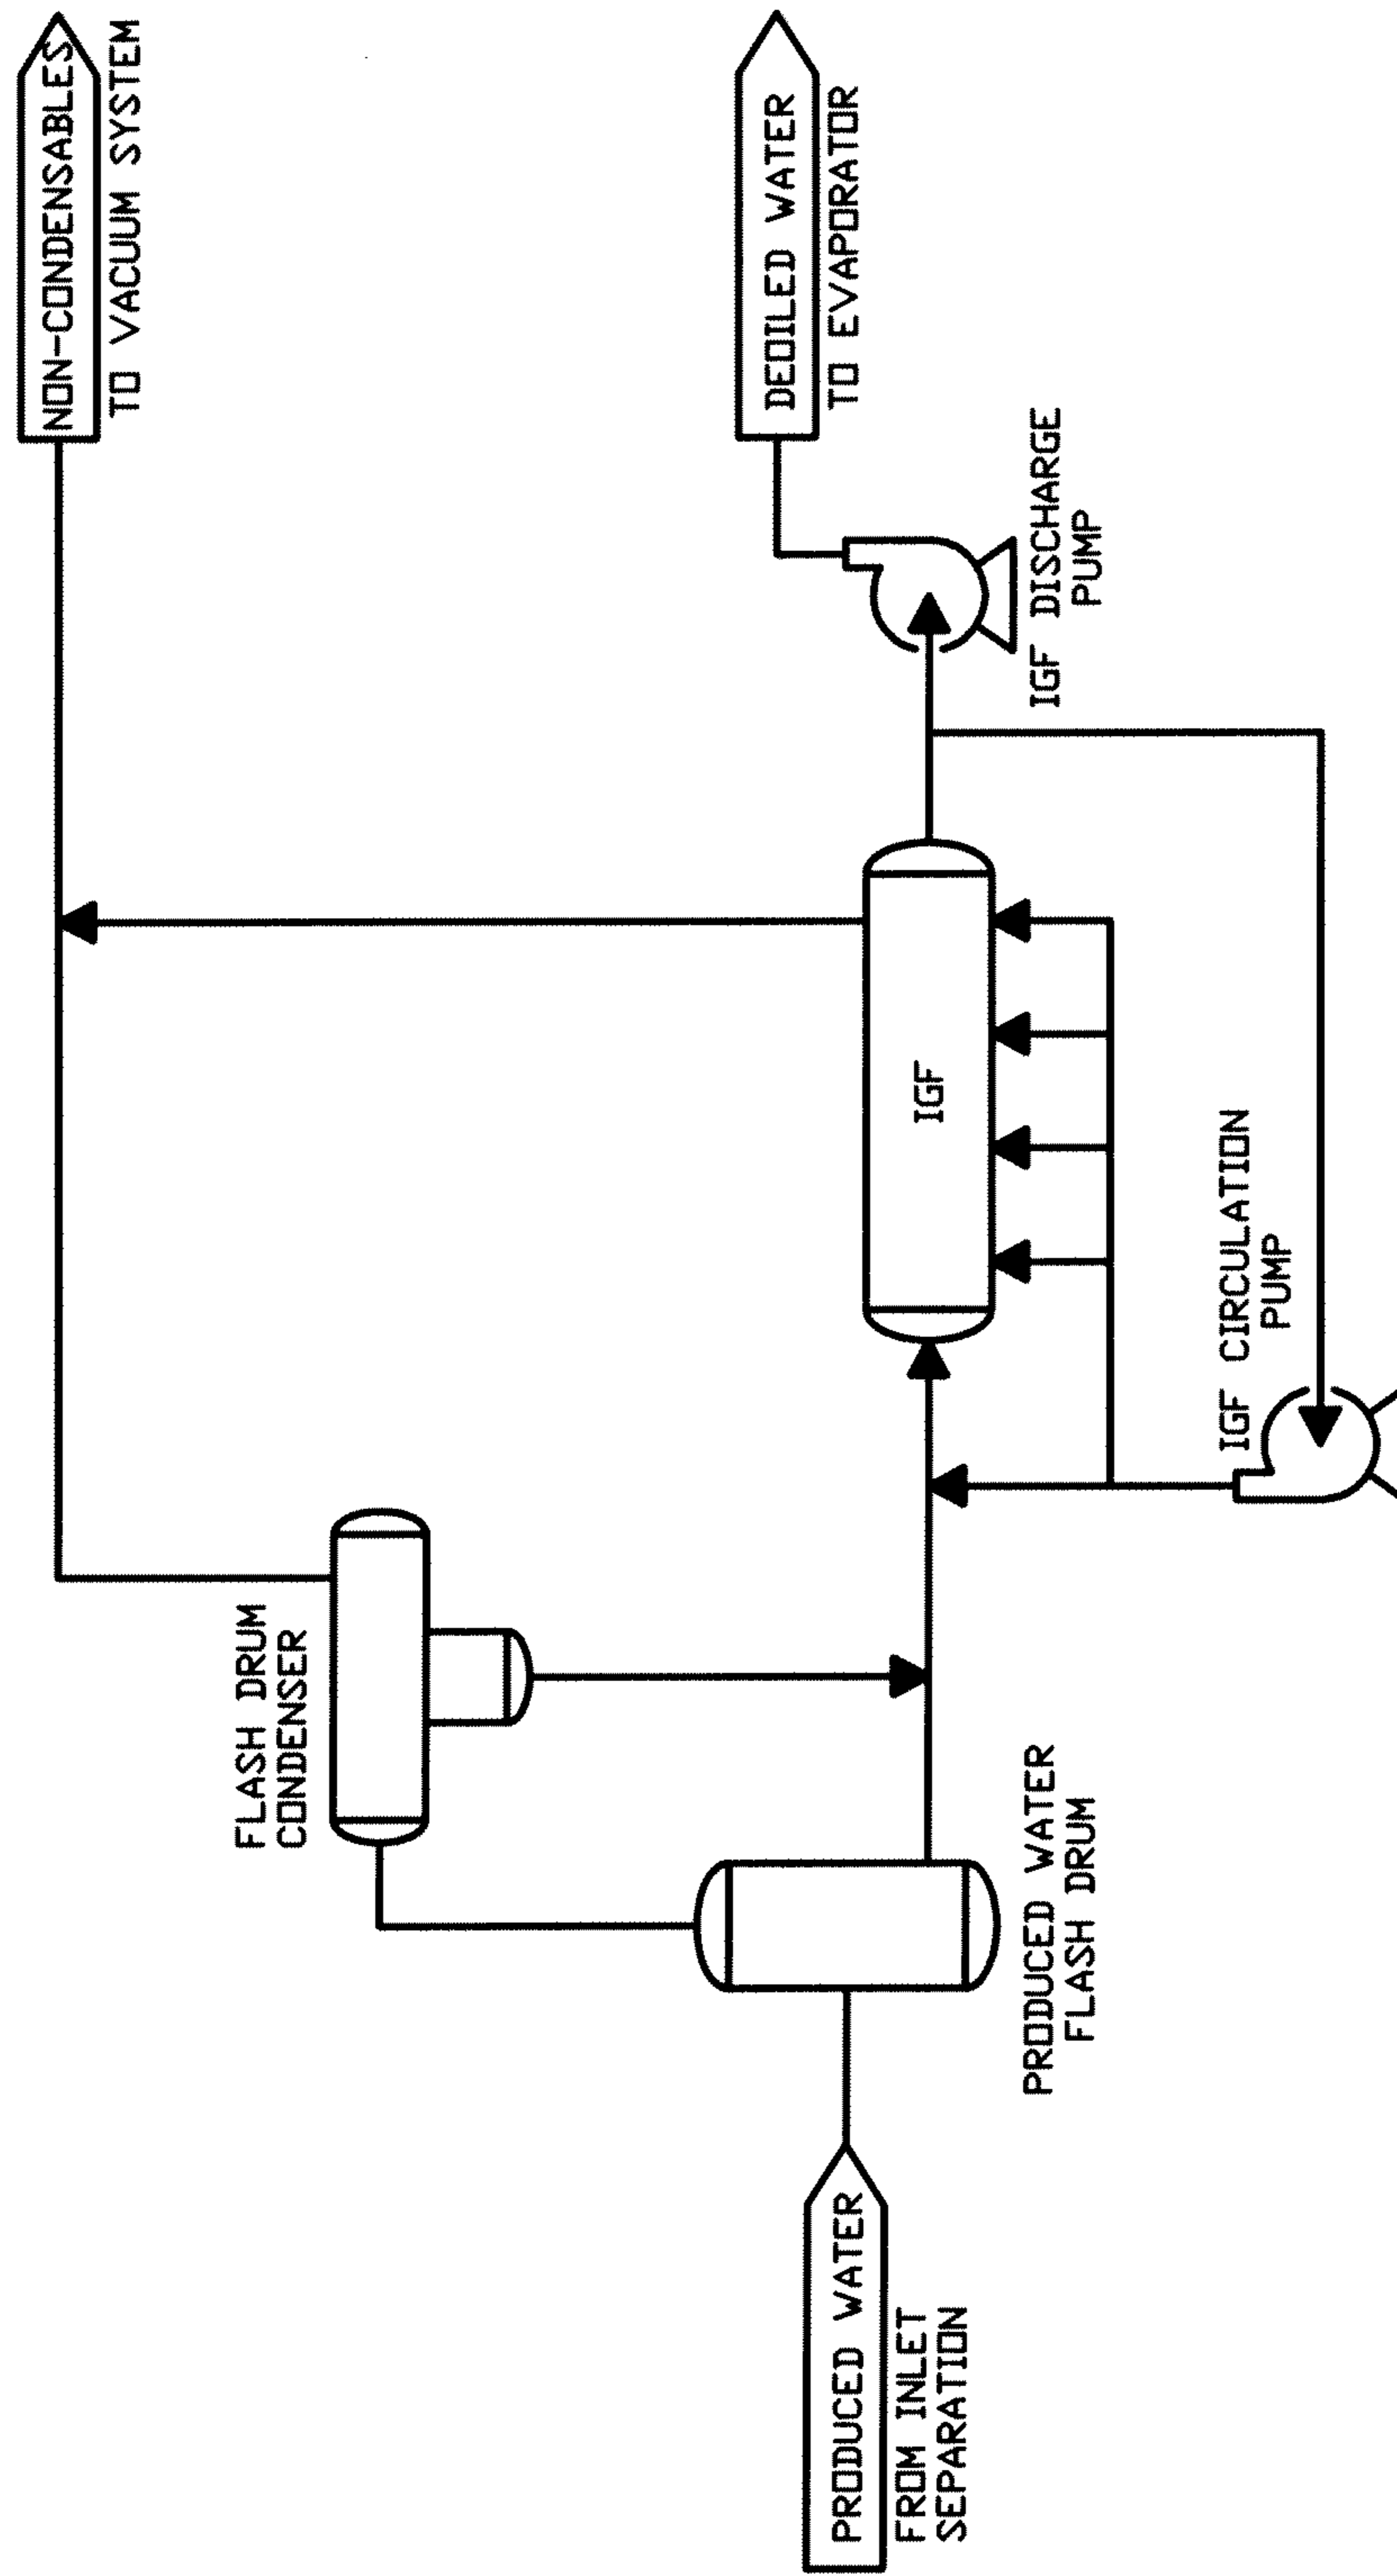 NON-CONDENSABLES
TO VACUUM SYSTEM
FLASH DRUM
CONDENSER
DEOILED WATER
TO EVAPORATOR
PRODUCED WATER
FROM INLET
SEPARATION
IGF
IGF DISCHARGE
PUMP
PRODUCED WATER
FLASH DRUM
IGF CIRCULATION
PUMP